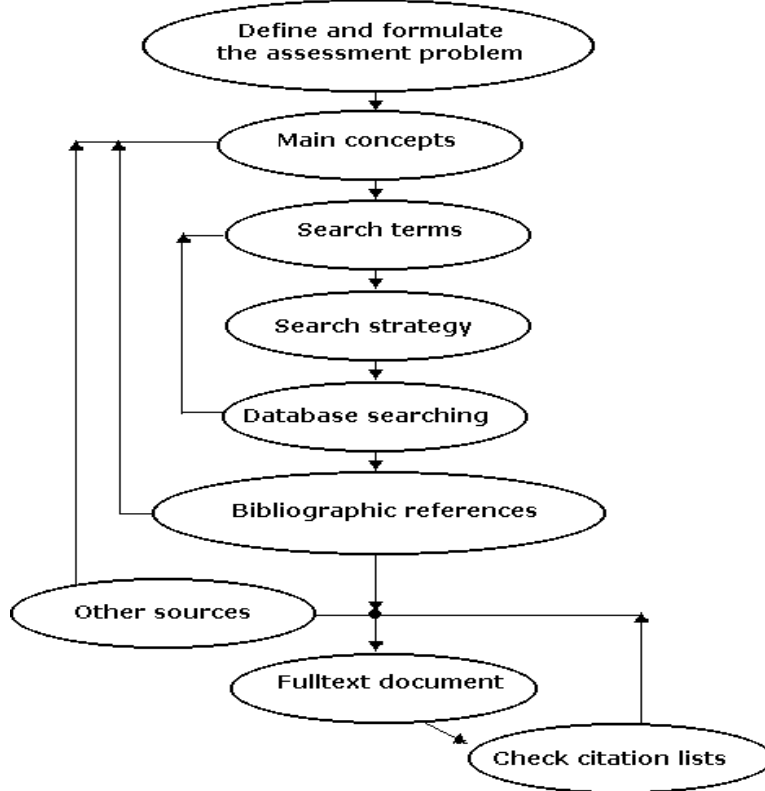 Define and formulate
the assessment problem
Main concepts
Search terms
Search strategy
Database searching
Bibliographic references
Other sources
Fulltext document
Check citation lists